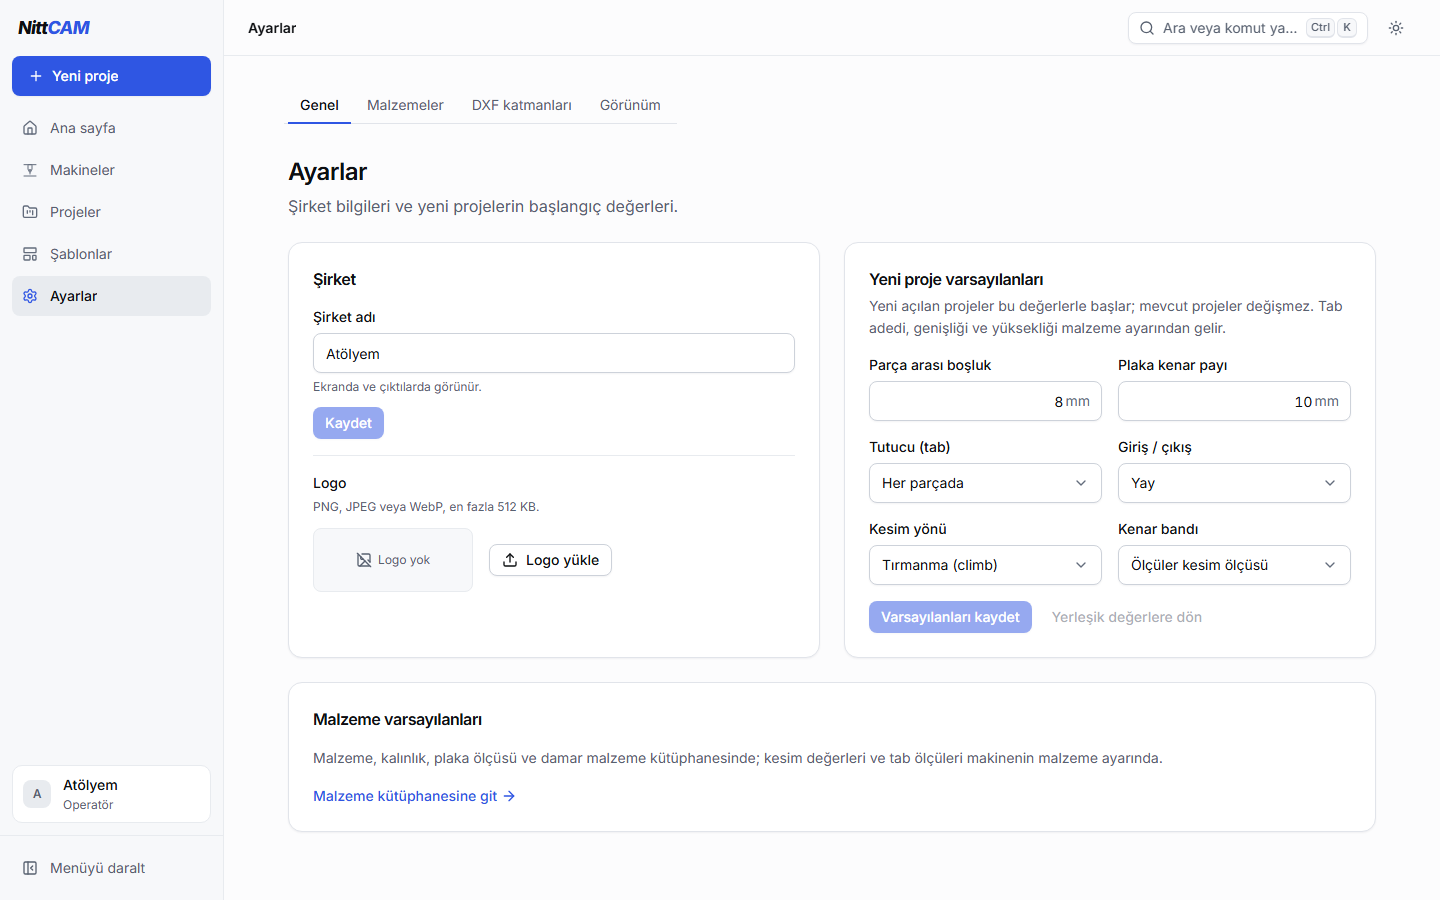 NittCAM
Yeni proje
Ana sayfa
Makineler
Projeler
Şablonlar
Ayarlar
Atölyem
A
Operatör
Menüyü daralt
Ayarlar
Ara veya komut ya... Ctrl K
Genel Malzemeler DXF katmanları Görünüm
Ayarlar
Şirket bilgileri ve yeni projelerin başlangıç değerleri.
Şirket
Şirket adı
Atölyem
Ekranda ve çıktılarda görünür.
Kaydet
Logo
PNG, JPEG veya WebP, en fazla 512 KB.
Logo yok
Logo yükle
Yeni proje varsayılanları
Yeni açılan projeler bu değerlerle başlar; mevcut projeler değişmez. Tab
adedi, genişliği ve yüksekliği malzeme ayarından gelir.
Parça arası boşluk Plaka kenar payı
8 mm 10 mm
Tutucu (tab) Giriş / çıkış
Her parçada Yay
Kesim yönü Kenar bandı
Tırmanma (climb) Ölçüler kesim ölçüsü
Varsayılanları kaydet Yerleşik değerlere dön
Malzeme varsayılanları
Malzeme, kalınlık, plaka ölçüsü ve damar malzeme kütüphanesinde; kesim değerleri ve tab ölçüleri makinenin malzeme ayarında.
Malzeme kütüphanesine git →